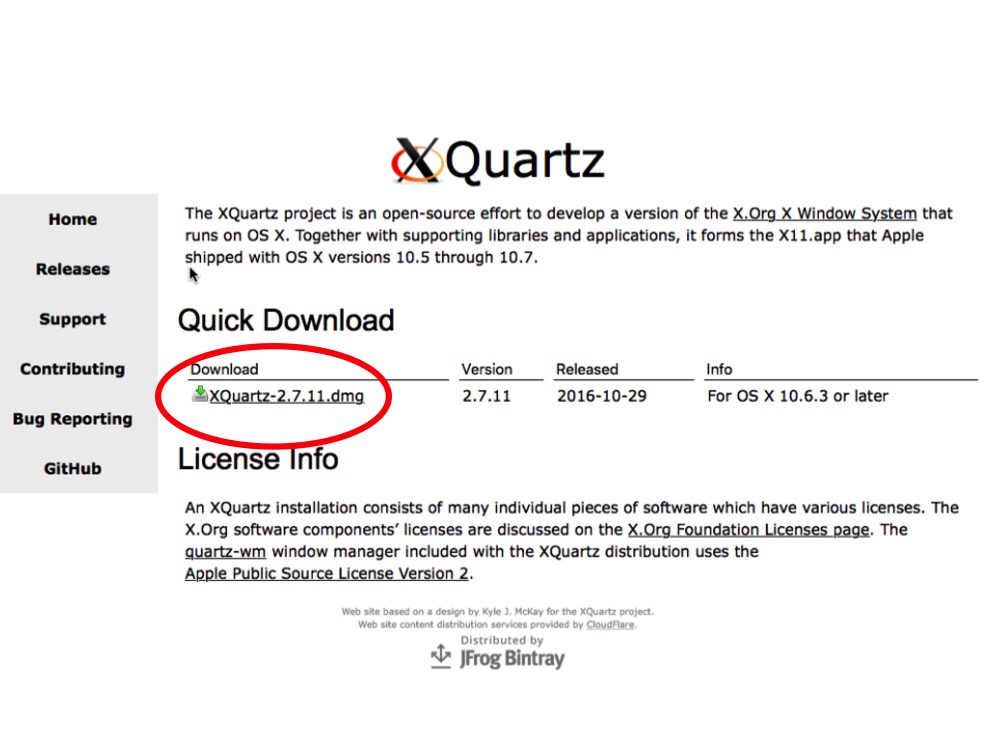 XQuartz
Home
Releases
Support
Contributing
Bug Reporting
GitHub
The XQuartz project is an open-source effort to develop a version of the X.Org X Window System that
runs on OS X. Together with supporting libraries and applications, it forms the X11.app that Apple
shipped with OS X versions 10.5 through 10.7.
Quick Download
Download Version Released Info
XQuartz-2.7.11.dmg 2.7.11 2016-10-29 For OS X 10.6.3 or later
License Info
An XQuartz installation consists of many individual pieces of software which have various licenses. The
X.Org software components’ licenses are discussed on the X.Org Foundation Licenses page. The
quartz-wm window manager included with the XQuartz distribution uses the
Apple Public Source License Version 2.
Web site based on a design by Kyle J. McKay for the XQuartz project.
Web site content distribution services provided by CloudFlare.
Distributed by
JFrog Bintray